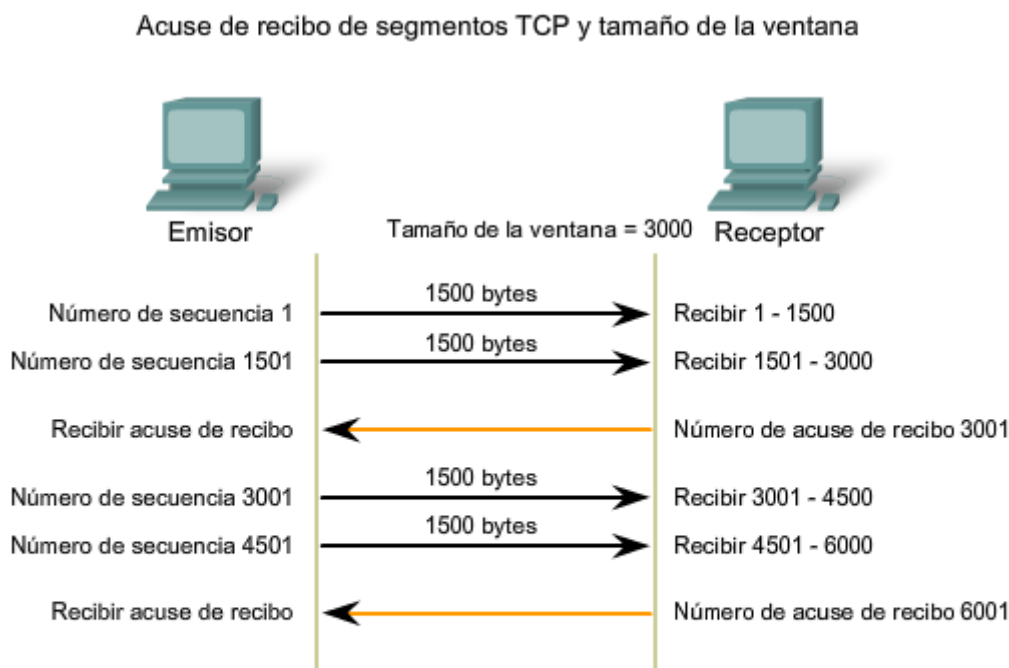 Acuse de recibo de segmentos TCP y tamaño de la ventana
Emisor
Tamaño de la ventana = 3000
Receptor
Número de secuencia 1
1500 bytes
Recibir 1 - 1500
Número de secuencia 1501
1500 bytes
Recibir 1501 - 3000
Recibir acuse de recibo
Número de acuse de recibo 3001
Número de secuencia 3001
1500 bytes
Recibir 3001 - 4500
Número de secuencia 4501
1500 bytes
Recibir 4501 - 6000
Recibir acuse de recibo
Número de acuse de recibo 6001